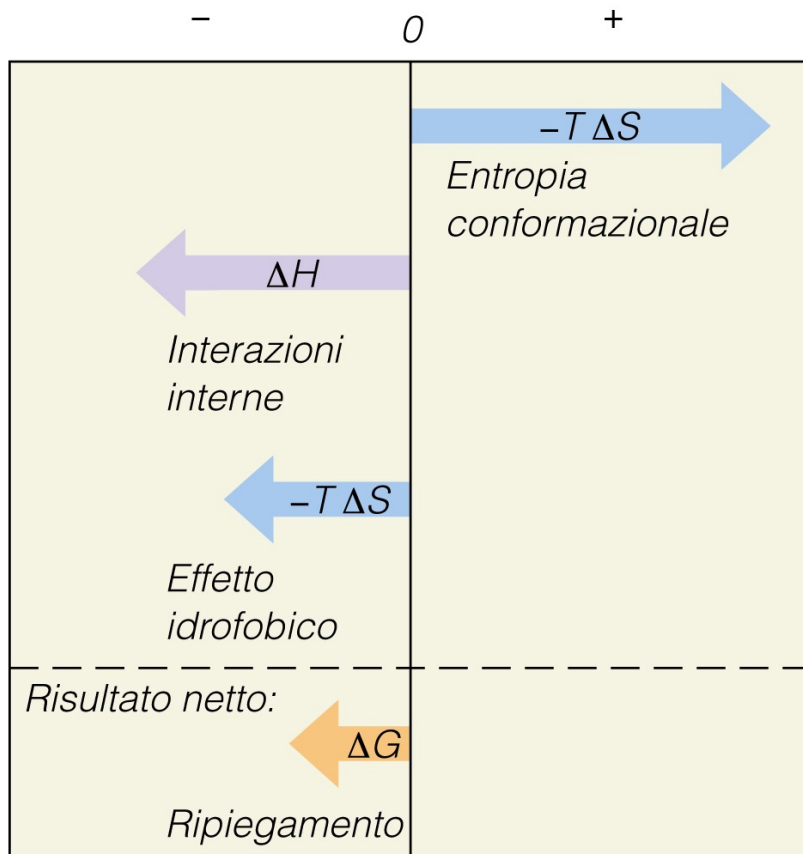 − 0 +
−T ΔS
Entropia
conformazionale
ΔH
Interazioni
interne
−T ΔS
Effetto
idrofobico
Risultato netto:
ΔG
Ripiegamento